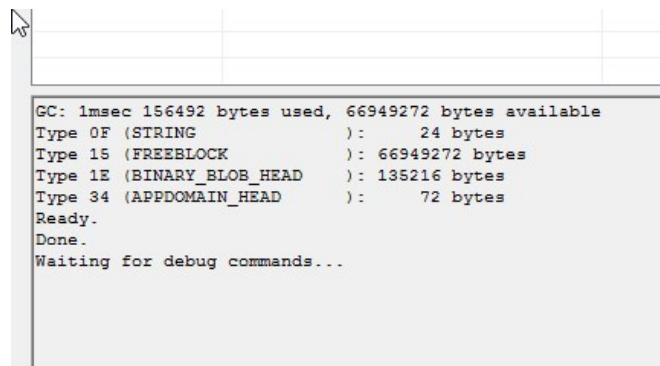 GC: 1msec 156492 bytes used, 66949272 bytes available
Type 0F (STRING              ):     24 bytes
Type 15 (FREEBLOCK           ): 66949272 bytes
Type 1E (BINARY_BLOB_HEAD    ): 135216 bytes
Type 34 (APPDOMAIN_HEAD      ):     72 bytes
Ready.
Done.
Waiting for debug commands...